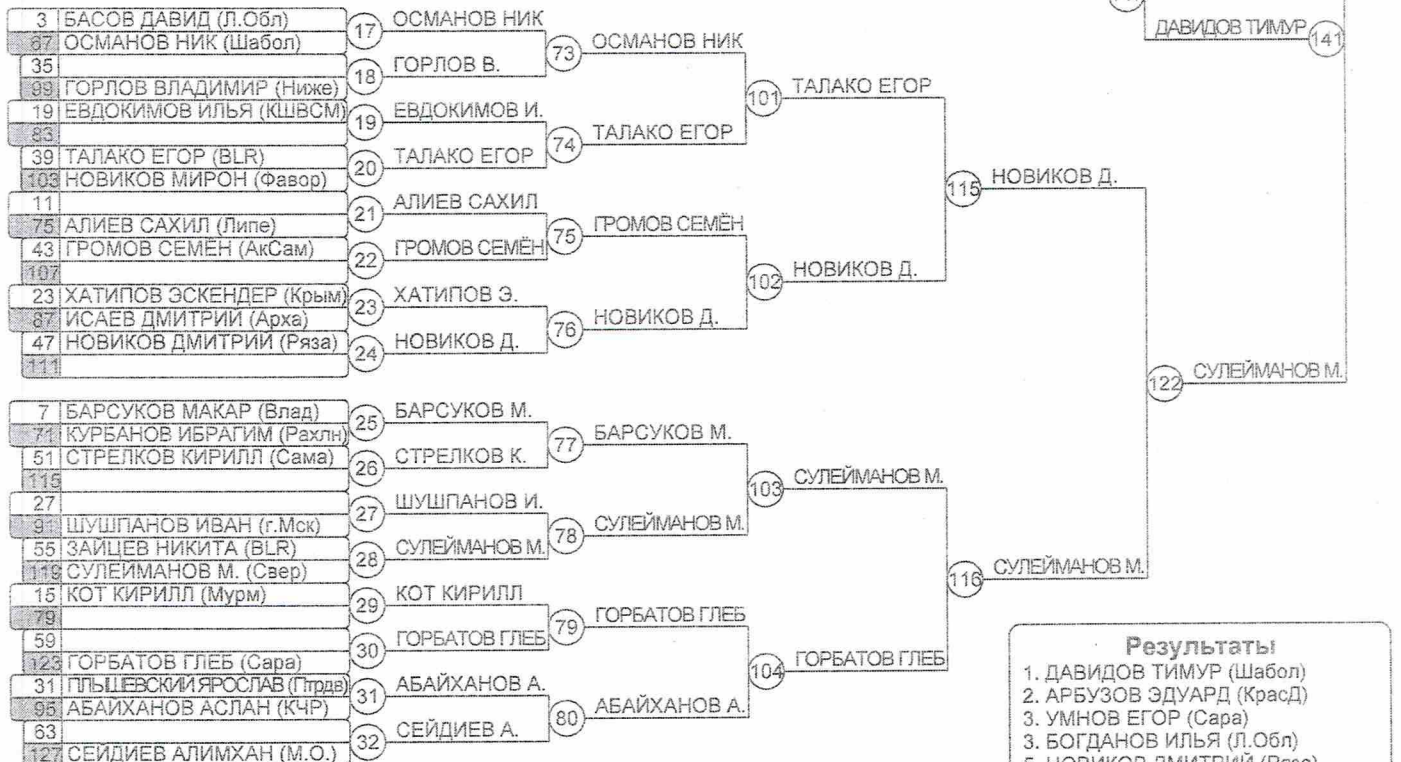 ДАВИДОВ ТИМУР 141
3 БАСОВ ДАВИД (Л.Обл)
67 ОСМАНОВ НИК (Шабол)
17 ОСМАНОВ НИК
35
99 ГОРЛОВ ВЛАДИМИР (Ниже)
18 ГОРЛОВ В.
73 ОСМАНОВ НИК
19 ЕВДОКИМОВ ИЛЬЯ (КШВСМ)
83
19 ЕВДОКИМОВ И.
39 ТАЛАКО ЕГОР (BLR)
103 НОВИКОВ МИРОН (Фавор)
20 ТАЛАКО ЕГОР
74 ТАЛАКО ЕГОР
101 ТАЛАКО ЕГОР
11
75 АЛИЕВ САХИЛ (Липе)
21 АЛИЕВ САХИЛ
43 ГРОМОВ СЕМЁН (АкСам)
107
22 ГРОМОВ СЕМЁН
75 ГРОМОВ СЕМЁН
23 ХАТИПОВ ЭСКЕНДЕР (Крым)
87 ИСАЕВ ДМИТРИЙ (Арха)
23 ХАТИПОВ Э.
47 НОВИКОВ ДМИТРИЙ (Ряза)
111
24 НОВИКОВ Д.
76 НОВИКОВ Д.
102 НОВИКОВ Д.
115 НОВИКОВ Д.
7 БАРСУКОВ МАКАР (Влад)
71 КУРБАНОВ ИБРАГИМ (Рахлн)
25 БАРСУКОВ М.
51 СТРЕЛКОВ КИРИЛЛ (Сама)
115
26 СТРЕЛКОВ К.
77 БАРСУКОВ М.
27
91 ШУШПАНОВ ИВАН (г.Мск)
27 ШУШПАНОВ И.
55 ЗАЙЦЕВ НИКИТА (BLR)
119 СУЛЕЙМАНОВ М. (Свер)
28 СУЛЕЙМАНОВ М.
78 СУЛЕЙМАНОВ М.
103 СУЛЕЙМАНОВ М.
15 КОТ КИРИЛЛ (Мурм)
79
29 КОТ КИРИЛЛ
59
123 ГОРБАТОВ ГЛЕБ (Сара)
30 ГОРБАТОВ ГЛЕБ
79 ГОРБАТОВ ГЛЕБ
31 ПЛЫШЕВСКИЙ ЯРОСЛАВ (Птрдв)
95 АБАЙХАНОВ АСЛАН (КЧР)
31 АБАЙХАНОВ А.
63
127 СЕЙДИЕВ АЛИМХАН (М.О.)
32 СЕЙДИЕВ А.
80 АБАЙХАНОВ А.
104 ГОРБАТОВ ГЛЕБ
116 СУЛЕЙМАНОВ М.
122 СУЛЕЙМАНОВ М.
Результаты
1. ДАВИДОВ ТИМУР (Шабол)
2. АРБУЗОВ ЭДУАРД (КрасД)
3. УМНОВ ЕГОР (Сара)
3. БОГДАНОВ ИЛЬЯ (Л.Обл)
5. НОВИКОВ ДМИТРИЙ (Ряза)